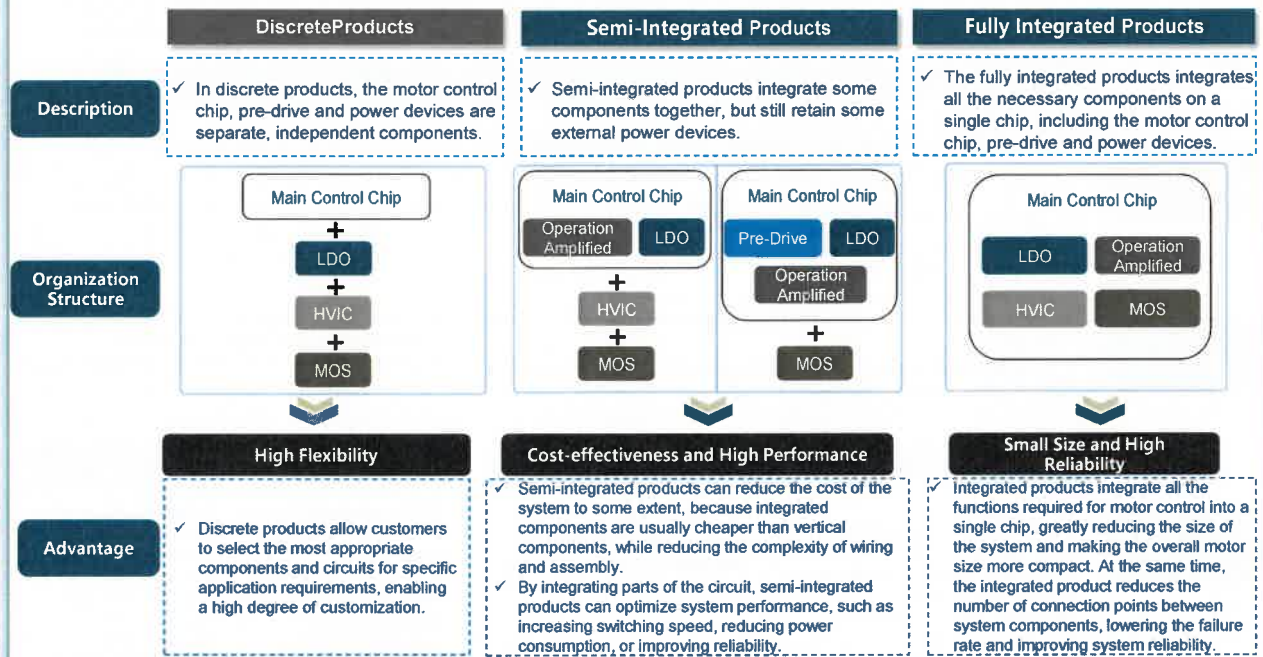 DiscreteProducts
Semi-Integrated Products
Fully Integrated Products
Description
✓ In discrete products, the motor control
chip, pre-drive and power devices are
separate, independent components.
✓ Semi-integrated products integrate some
components together, but still retain some
external power devices.
✓ The fully integrated products integrates
all the necessary components on a
single chip, including the motor control
chip, pre-drive and power devices.
Organization
Structure
Main Control Chip
+
LDO
+
HVIC
+
MOS
Main Control Chip
Operation
Amplified
LDO
+
HVIC
+
MOS
Main Control Chip
Pre-Drive
LDO
Operation
Amplified
+
MOS
Main Control Chip
LDO
Operation
Amplified
HVIC
MOS
High Flexibility
Cost-effectiveness and High Performance
Small Size and High
Reliability
Advantage
✓ Discrete products allow customers
to select the most appropriate
components and circuits for specific
application requirements, enabling
a high degree of customization.
✓ Semi-integrated products can reduce the cost of the
system to some extent, because integrated
components are usually cheaper than vertical
components, while reducing the complexity of wiring
and assembly.
✓ By integrating parts of the circuit, semi-integrated
products can optimize system performance, such as
increasing switching speed, reducing power
consumption, or improving reliability.
✓ Integrated products integrate all the
functions required for motor control into a
single chip, greatly reducing the size of
the system and making the overall motor
size more compact. At the same time,
the integrated product reduces the
number of connection points between
system components, lowering the failure
rate and improving system reliability.